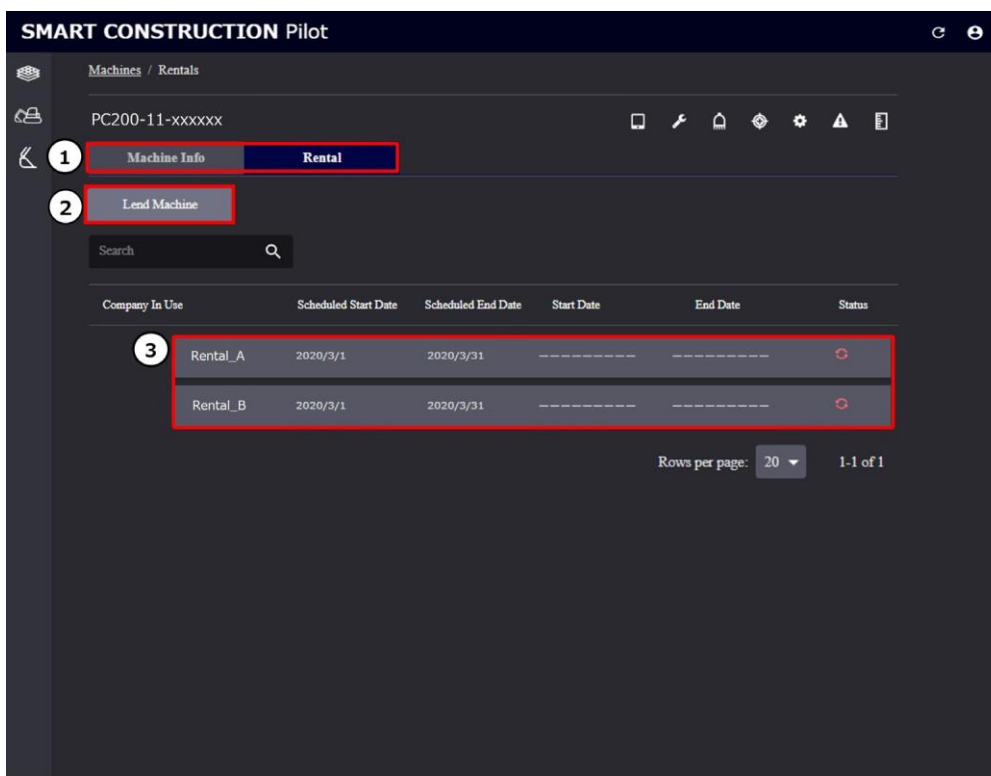 SMART CONSTRUCTION Pilot
Machines / Rentals
PC200-11-xxxxxx
1 Machine Info Rental
2 Lend Machine
Search
Company In Use Scheduled Start Date Scheduled End Date Start Date End Date Status
3 Rental_A 2020/3/1 2020/3/31 −−−−−−−−− −−−−−−−−−
Rental_B 2020/3/1 2020/3/31 −−−−−−−−− −−−−−−−−−
Rows per page: 20 1-1 of 1